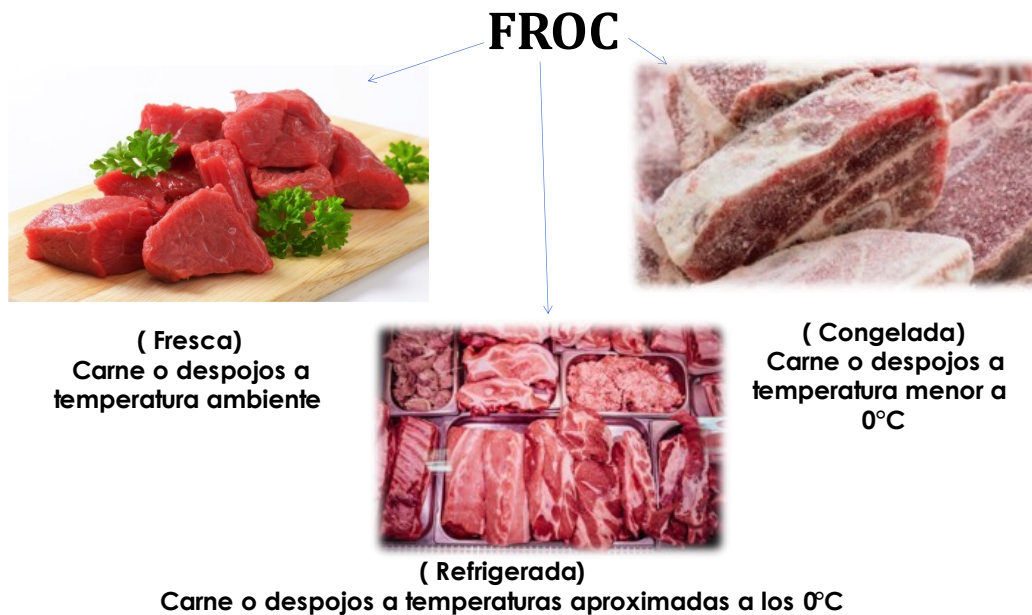 FROC
( Fresca)
Carne o despojos a
temperatura ambiente
( Congelada)
Carne o despojos a
temperatura menor a
0°C
( Refrigerada)
Carne o despojos a temperaturas aproximadas a los 0°C